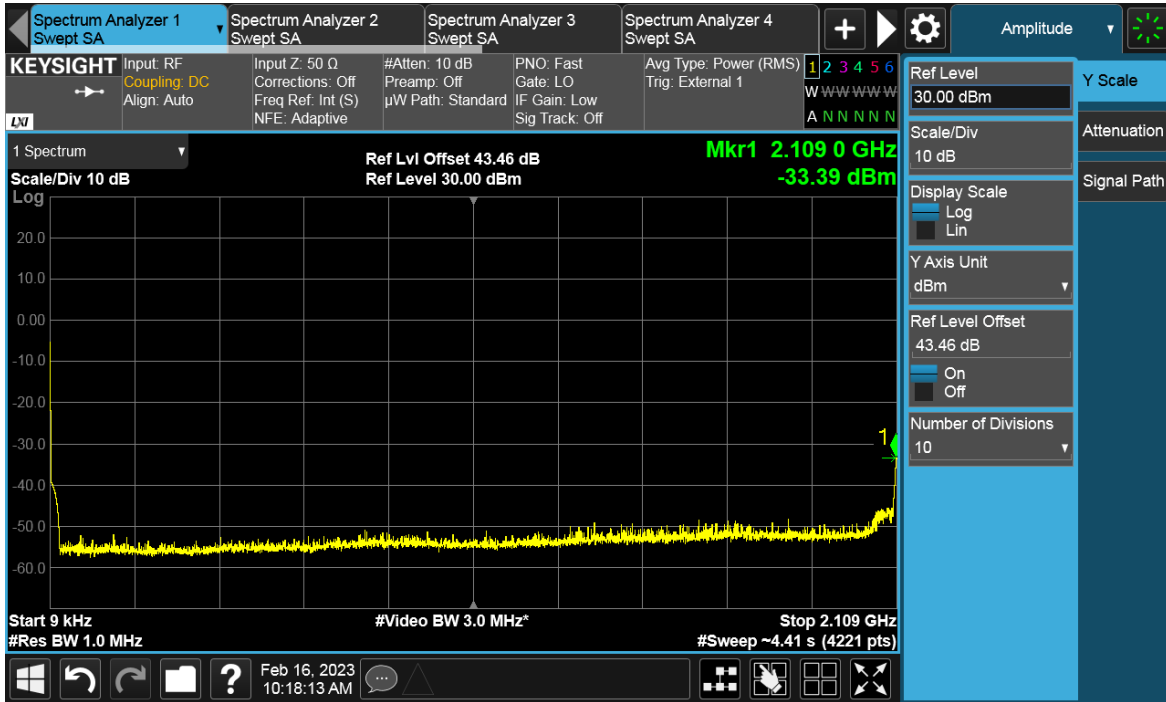 Spectrum Analyzer 1
Swept SA
Spectrum Analyzer 2
Swept SA
Spectrum Analyzer 3
Swept SA
Spectrum Analyzer 4
Swept SA
+
Amplitude
KEYSIGHT
LXI
Input: RF
Coupling: DC
Align: Auto
Input Z: 50 Ω
Corrections: Off
Freq Ref: Int (S)
NFE: Adaptive
#Atten: 10 dB
Preamp: Off
µW Path: Standard
PNO: Fast
Gate: LO
IF Gain: Low
Sig Track: Off
Avg Type: Power (RMS)
Trig: External 1
1 2 3 4 5 6
W W W W W W
A N N N N N
1 Spectrum
Scale/Div 10 dB
Ref Lvl Offset 43.46 dB
Ref Level 30.00 dBm
Mkr1 2.109 0 GHz
-33.39 dBm
Log
20.0
10.0
0.00
-10.0
-20.0
-30.0
-40.0
-50.0
-60.0
1
Start 9 kHz
#Res BW 1.0 MHz
#Video BW 3.0 MHz*
Stop 2.109 GHz
#Sweep ~4.41 s (4221 pts)
Ref Level
30.00 dBm
Scale/Div
10 dB
Display Scale
Log
Lin
Y Axis Unit
dBm
Ref Level Offset
43.46 dB
On
Off
Number of Divisions
10
Y Scale
Attenuation
Signal Path
?
Feb 16, 2023
10:18:13 AM